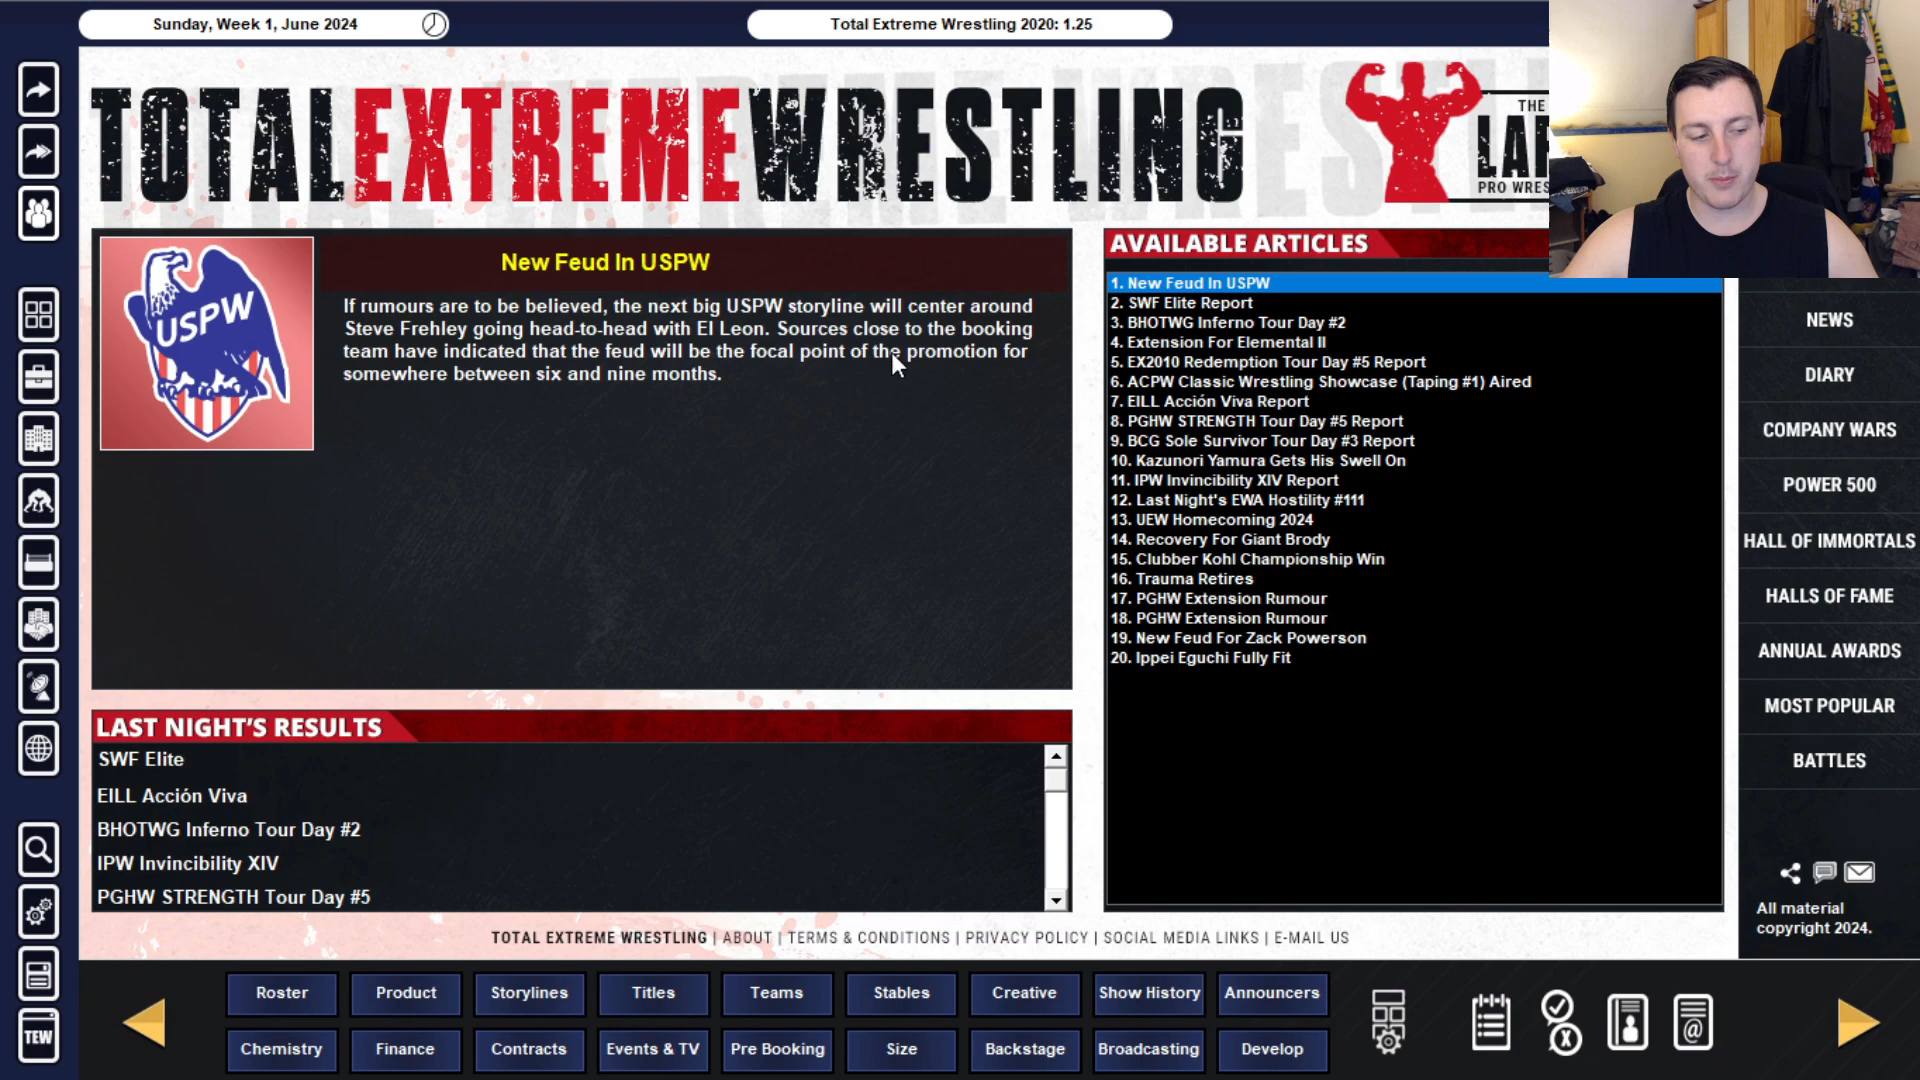 Sunday, Week 1, June 2024
Total Extreme Wrestling 2020: 1.25
TOTALEXTREMEWRESTLING
THE
PRO WRES
USPW
New Feud In USPW
If rumours are to be believed, the next big USPW storyline will center around
Steve Frehley going head-to-head with El Leon. Sources close to the booking
team have indicated that the feud will be the focal point of the promotion for
somewhere between six and nine months.
AVAILABLE ARTICLES
1. New Feud In USPW
2. SWF Elite Report
3. BHOTWG Inferno Tour Day #2
4. Extension For Elemental II
5. EX2010 Redemption Tour Day #5 Report
6. ACPW Classic Wrestling Showcase (Taping #1) Aired
7. EILL Acción Viva Report
8. PGHW STRENGTH Tour Day #5 Report
9. BCG Sole Survivor Tour Day #3 Report
10. Kazunori Yamura Gets His Swell On
11. IPW Invincibility XIV Report
12. Last Night's EWA Hostility #111
13. UEW Homecoming 2024
14. Recovery For Giant Brody
15. Clubber Kohl Championship Win
16. Trauma Retires
17. PGHW Extension Rumour
18. PGHW Extension Rumour
19. New Feud For Zack Powerson
20. Ippei Eguchi Fully Fit
NEWS
DIARY
COMPANY WARS
POWER 500
HALL OF IMMORTALS
HALLS OF FAME
ANNUAL AWARDS
MOST POPULAR
BATTLES
All material
copyright 2024.
LAST NIGHT'S RESULTS
SWF Elite
EILL Acción Viva
BHOTWG Inferno Tour Day #2
IPW Invincibility XIV
PGHW STRENGTH Tour Day #5
TOTAL EXTREME WRESTLING | ABOUT | TERMS & CONDITIONS | PRIVACY POLICY | SOCIAL MEDIA LINKS | E-MAIL US
TEW
Roster Product Storylines Titles Teams Stables Creative Show History Announcers
Chemistry Finance Contracts Events & TV Pre Booking Size Backstage Broadcasting Develop